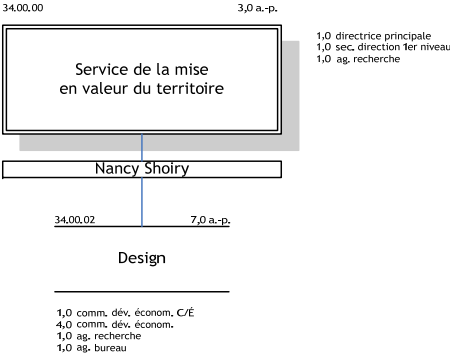 34.00.00 3,0 a.-p.
Service de la mise
en valeur du territoire
1,0 directrice principale
1,0 sec. direction 1er niveau
1,0 ag. recherche
Nancy Shoiry
34.00.02 7,0 a.-p.
Design
1,0 comm. dév. économ. C/É
4,0 comm. dév. économ.
1,0 ag. recherche
1,0 ag. bureau